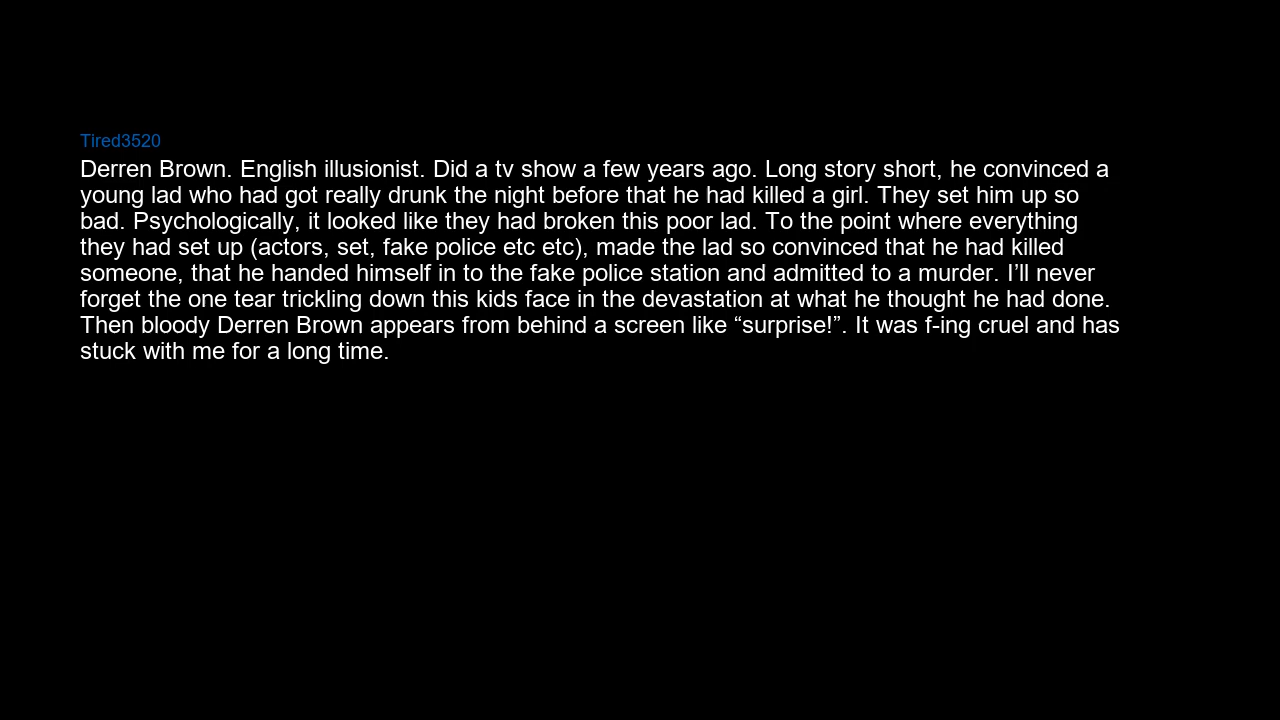 Tired3520
Derren Brown. English illusionist. Did a tv show a few years ago. Long story short, he convinced a
young lad who had got really drunk the night before that he had killed a girl. They set him up so
bad. Psychologically, it looked like they had broken this poor lad. To the point where everything
they had set up (actors, set, fake police etc etc), made the lad so convinced that he had killed
someone, that he handed himself in to the fake police station and admitted to a murder. I’ll never
forget the one tear trickling down this kids face in the devastation at what he thought he had done.
Then bloody Derren Brown appears from behind a screen like “surprise!”. It was f-ing cruel and has
stuck with me for a long time.